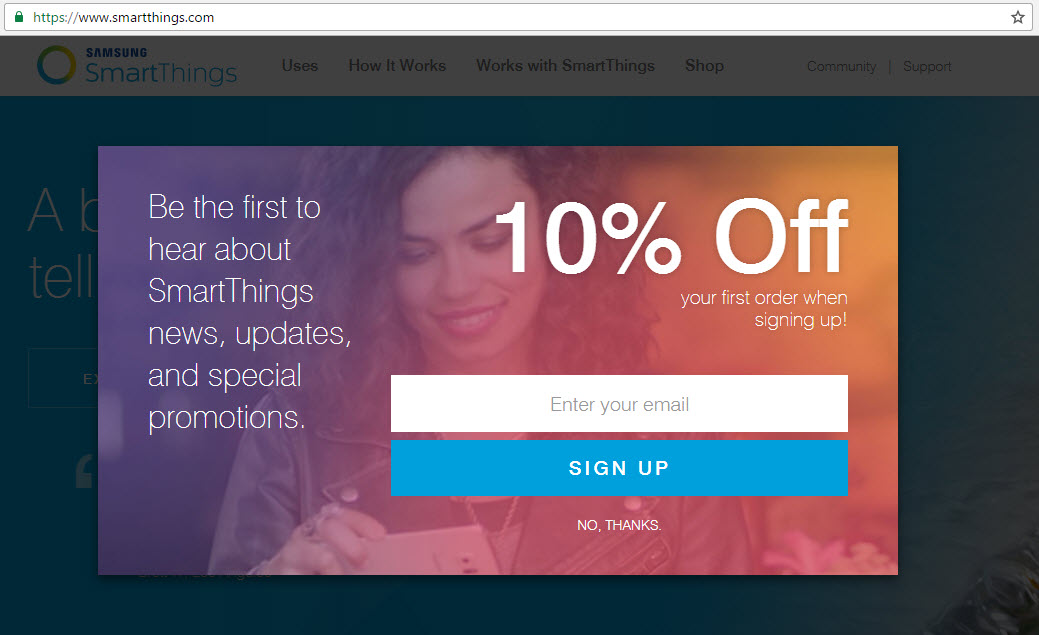 https://www.smartthings.com
SAMSUNG
SmartThings
Uses
How It Works
Works with SmartThings
Shop
Community | Support
A b
tell
EX
“
Be the first to
hear about
SmartThings
news, updates,
and special
promotions.
10% Off
your first order when
signing up!
Enter your email
SIGN UP
NO, THANKS.